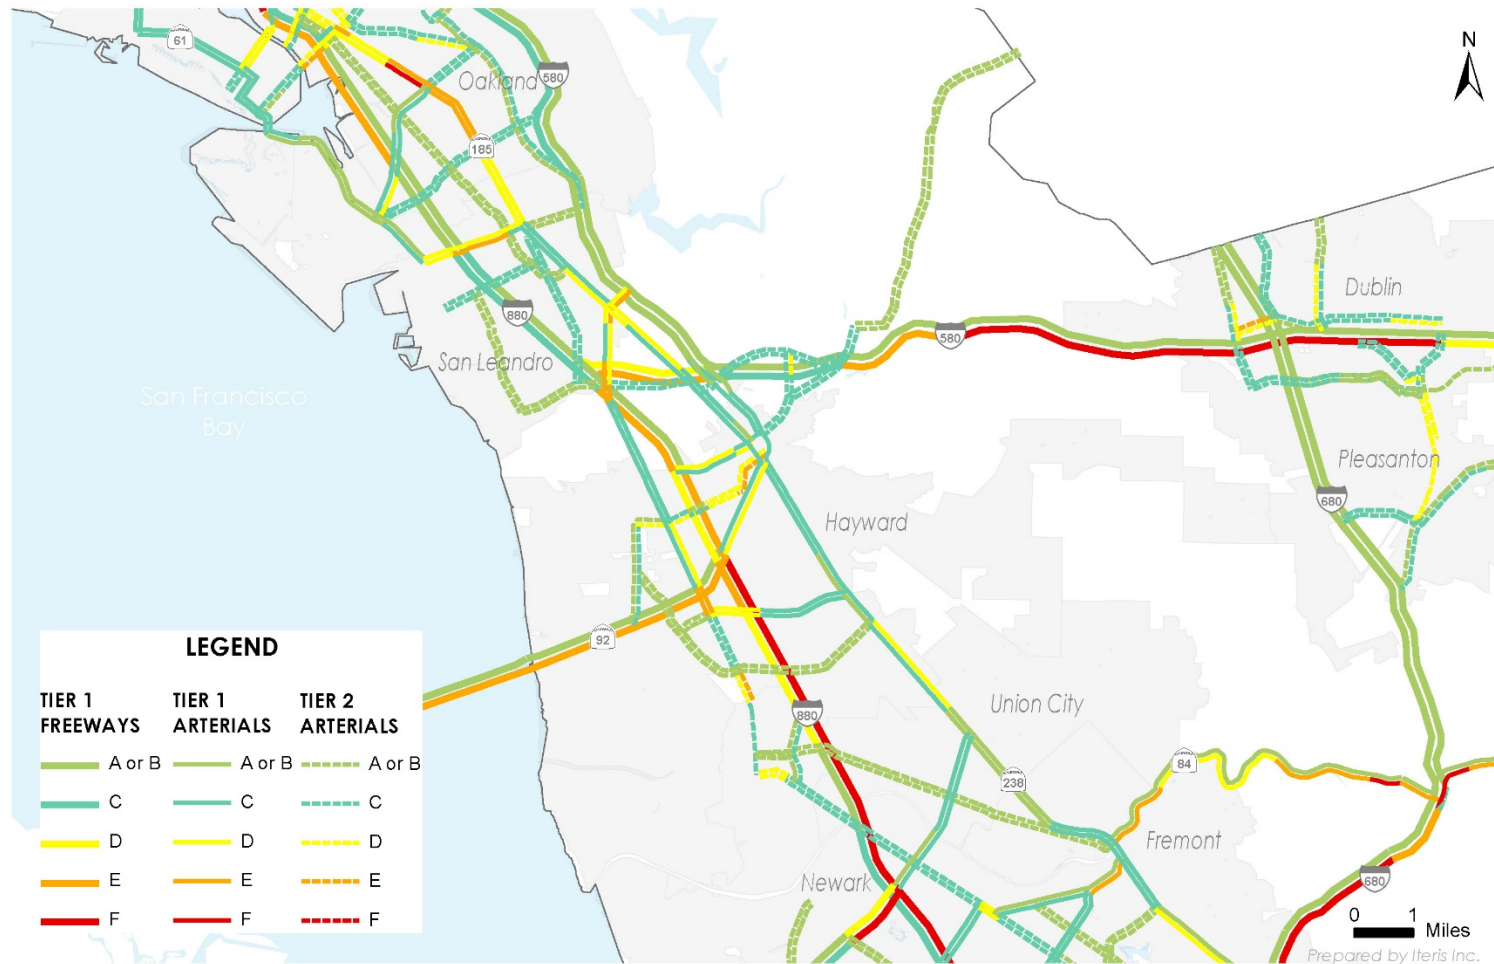 61
Oakland
580
N
185
Dublin
880
580
San Leandro
San Francisco
Bay
Pleasanton
680
Hayward
LEGEND
92
TIER 1
FREEWAYS
TIER 1
ARTERIALS
TIER 2
ARTERIALS
A or B
A or B
A or B
C
C
C
D
D
D
E
E
E
F
F
F
880
Union City
84
238
Fremont
Newark
680
0 1
Miles
Prepared by Iteris Inc.